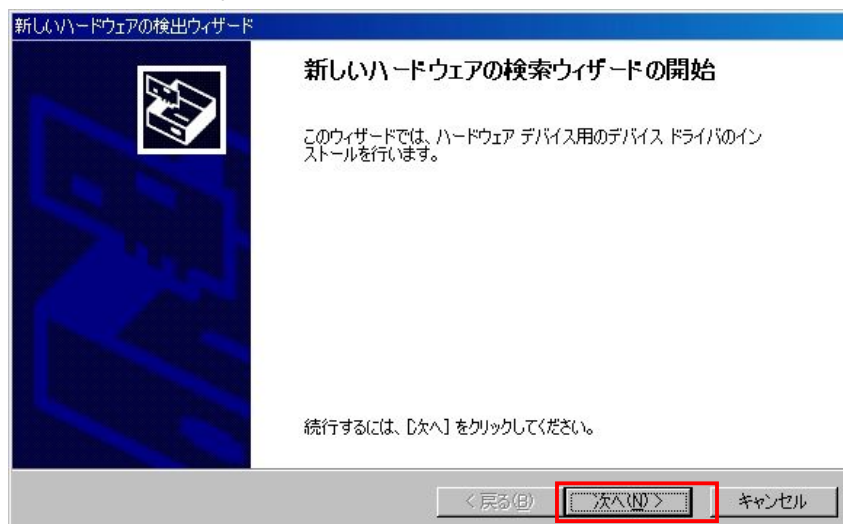 新しいハードウェアの検出ウィザード
新しいハードウェアの検索ウィザードの開始
このウィザードでは、ハードウェア デバイス用のデバイス ドライバのイン
ストールを行います。
続行するには、[次へ] をクリックしてください。
< 戻る(B)
次へ(N) >
キャンセル